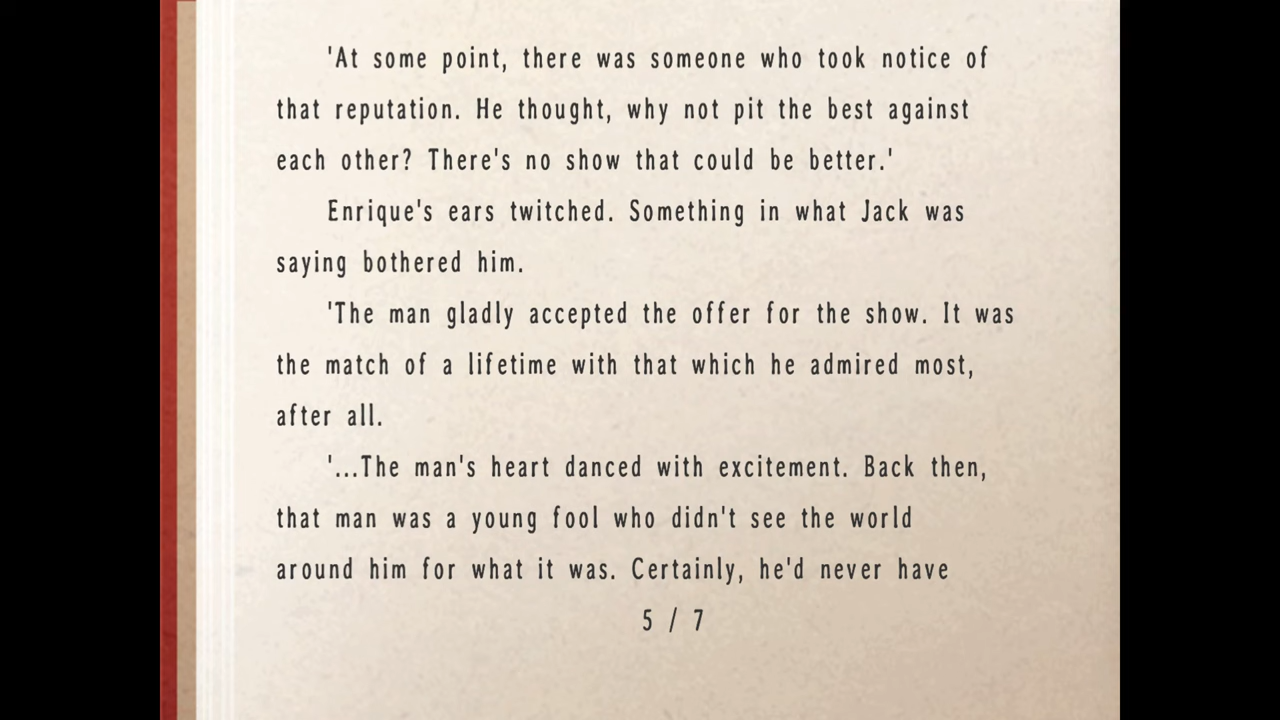 'At some point, there was someone who took notice of
that reputation. He thought, why not pit the best against
each other? There's no show that could be better.'
Enrique's ears twitched. Something in what Jack was
saying bothered him.
'The man gladly accepted the offer for the show. It was
the match of a lifetime with that which he admired most,
after all.
'...The man's heart danced with excitement. Back then,
that man was a young fool who didn't see the world
around him for what it was. Certainly, he'd never have
5 / 7